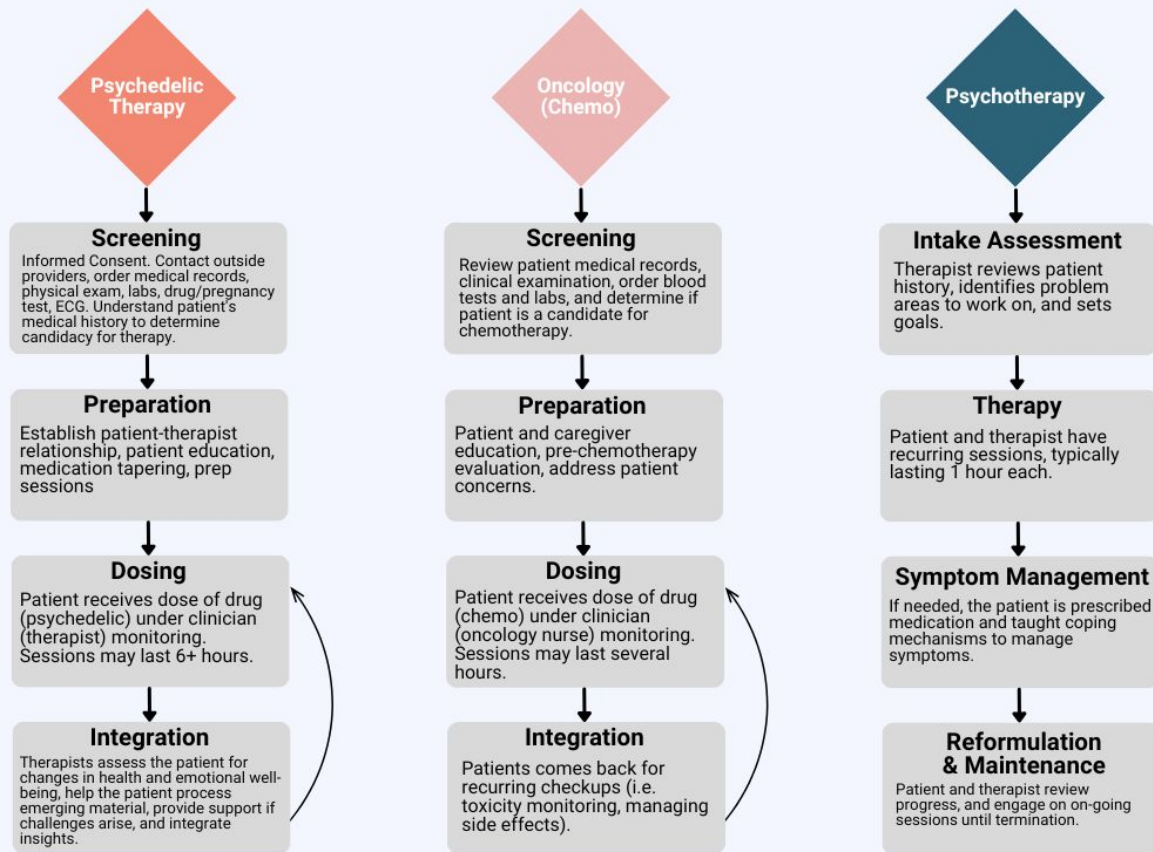 Psychedelic
Therapy
Screening
Informed Consent. Contact outside
providers, order medical records,
physical exam, labs, drug/pregnancy
test, ECG. Understand patient's
medical history to determine
candidacy for therapy.
Preparation
Establish patient-therapist
relationship, patient education,
medication tapering, prep
sessions
Dosing
Patient receives dose of drug
(psychedelic) under clinician
(therapist) monitoring.
Sessions may last 6+ hours.
Integration
Therapists assess the patient for
changes in health and emotional well-
being, help the patient process
emerging material, provide support if
challenges arise, and integrate
insights.
Oncology
(Chemo)
Screening
Review patient medical records,
clinical examination, order blood
tests and labs, and determine if
patient is a candidate for
chemotherapy.
Preparation
Patient and caregiver
education, pre-chemotherapy
evaluation, address patient
concerns.
Dosing
Patient receives dose of drug
(chemo) under clinician
(oncology nurse) monitoring.
Sessions may last several
hours.
Integration
Patients comes back for
recurring checkups (i.e.
toxicity monitoring, managing
side effects).
Psychotherapy
Intake Assessment
Therapist reviews patient
history, identifies problem
areas to work on, and sets
goals.
Therapy
Patient and therapist have
recurring sessions, typically
lasting 1 hour each.
Symptom Management
If needed, the patient is prescribed
medication and taught coping
mechanisms to manage
symptoms.
Reformulation
& Maintenance
Patient and therapist review
progress, and engage on on-going
sessions until termination.